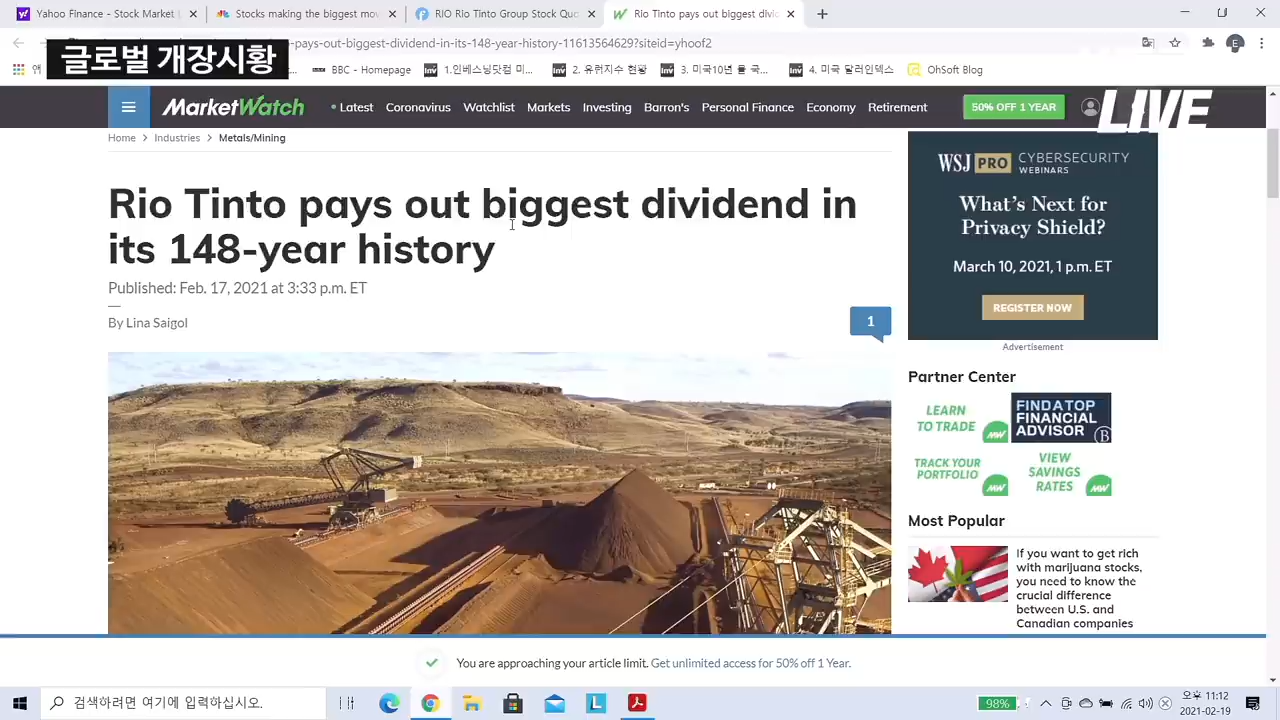 Yahoo Finance - Stock Market
Stocks making the biggest mov
RIOs Rio Tinto Group Stock Quc
Rio Tinto pays out biggest divid
글로벌 개장시황
-pays-out-biggest-dividend-in-its-148-year-history-11613564629?siteid=yhoof2
E
BBC - Homepage
1.인베스팅닷컴 미...
2. 유럽지수 현황
3. 미국10년 물 국...
4. 미국 달러인덱스
OhSoft Blog
MarketWatch
• Latest
Coronavirus
Watchlist
Markets
Investing
Barron's
Personal Finance
Economy
Retirement
50% OFF 1 YEAR
LIVE
Home > Industries > Metals/Mining
Rio Tinto pays out biggest dividend in
its 148-year history
Published: Feb. 17, 2021 at 3:33 p.m. ET
By Lina Saigol
1
WSJ PRO CYBERSECURITY
WEBINARS
What's Next for
Privacy Shield?
March 10, 2021, 1 p.m. ET
REGISTER NOW
Advertisement
Partner Center
LEARN
TO TRADE
MW
FIND A TOP
FINANCIAL
ADVISOR
B
TRACK YOUR
PORTFOLIO
MW
VIEW
SAVINGS
RATES
MW
Most Popular
If you want to get rich
with marijuana stocks,
you need to know the
crucial difference
between U.S. and
Canadian companies
You are approaching your article limit. Get unlimited access for 50% off 1 Year.
검색하려면 여기에 입력하십시오.
98%
오후 11:12
2021-02-19